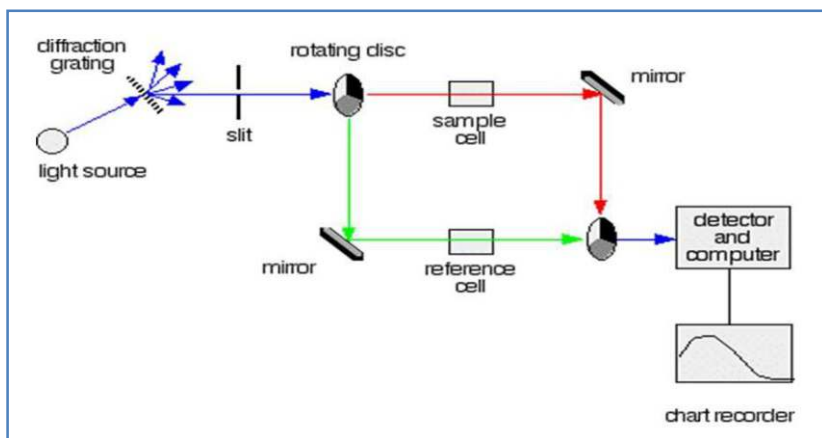 diffraction
grating
rotating disc
mirror
slit
sample
cell
light source
detector
and
computer
mirror
reference
cell
chart recorder